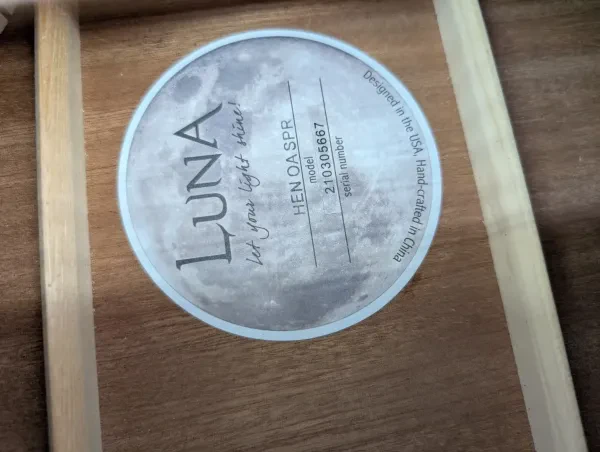 LUNA
Let your light shine!
HEN OA SPR
model
210305667
serial number
Designed in the USA, Hand-crafted in China